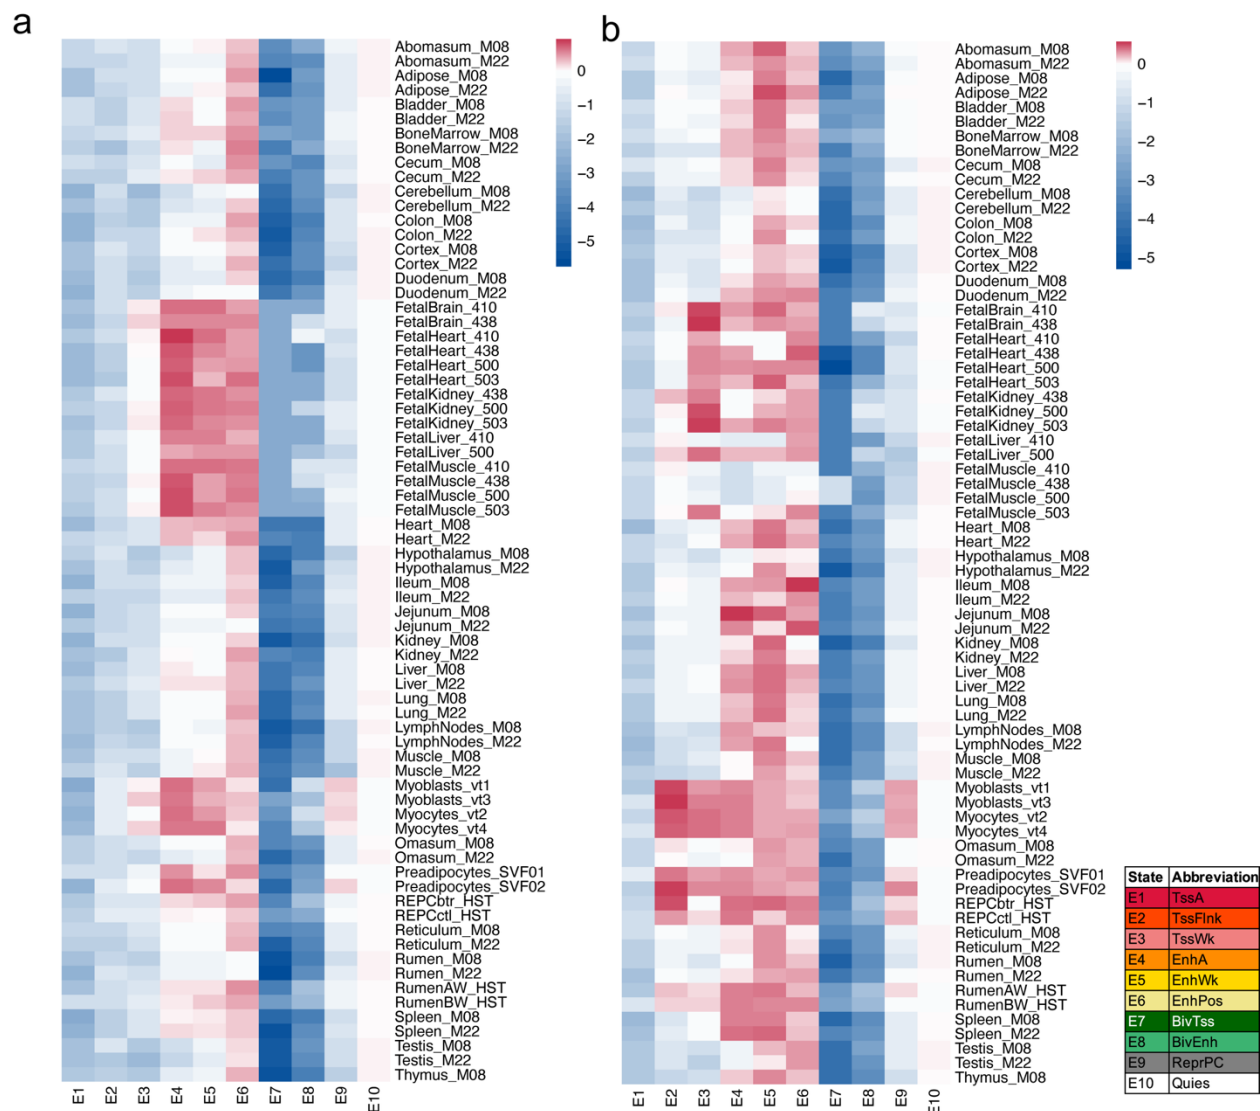 a
0
−1
−2
−3
−4
−5
Abomasum_M08
Abomasum_M22
Adipose_M08
Adipose_M22
Bladder_M08
Bladder_M22
BoneMarrow_M08
BoneMarrow_M22
Cecum_M08
Cecum_M22
Cerebellum_M08
Cerebellum_M22
Colon_M08
Colon_M22
Cortex_M08
Cortex_M22
Duodenum_M08
Duodenum_M22
FetalBrain_410
FetalBrain_438
FetalHeart_410
FetalHeart_438
FetalHeart_500
FetalHeart_503
FetalKidney_438
FetalKidney_500
FetalKidney_503
FetalLiver_410
FetalLiver_500
FetalMuscle_410
FetalMuscle_438
FetalMuscle_500
FetalMuscle_503
Heart_M08
Heart_M22
Hypothalamus_M08
Hypothalamus_M22
Ileum_M08
Ileum_M22
Jejunum_M08
Jejunum_M22
Kidney_M08
Kidney_M22
Liver_M08
Liver_M22
Lung_M08
Lung_M22
LymphNodes_M08
LymphNodes_M22
Muscle_M08
Muscle_M22
Myoblasts_vt1
Myoblasts_vt3
Myocytes_vt2
Myocytes_vt4
Omasum_M08
Omasum_M22
Preadipocytes_SVF01
Preadipocytes_SVF02
REPCbtr_HST
REPCctl_HST
Reticulum_M08
Reticulum_M22
Rumen_M08
Rumen_M22
RumenAW_HST
RumenBW_HST
Spleen_M08
Spleen_M22
Testis_M08
Testis_M22
Thymus_M08
E1 E2 E3 E4 E5 E6 E7 E8 E9 E10
b
0
−1
−2
−3
−4
−5
Abomasum_M08
Abomasum_M22
Adipose_M08
Adipose_M22
Bladder_M08
Bladder_M22
BoneMarrow_M08
BoneMarrow_M22
Cecum_M08
Cecum_M22
Cerebellum_M08
Cerebellum_M22
Colon_M08
Colon_M22
Cortex_M08
Cortex_M22
Duodenum_M08
Duodenum_M22
FetalBrain_410
FetalBrain_438
FetalHeart_410
FetalHeart_438
FetalHeart_500
FetalHeart_503
FetalKidney_438
FetalKidney_500
FetalKidney_503
FetalLiver_410
FetalLiver_500
FetalMuscle_410
FetalMuscle_438
FetalMuscle_500
FetalMuscle_503
Heart_M08
Heart_M22
Hypothalamus_M08
Hypothalamus_M22
Ileum_M08
Ileum_M22
Jejunum_M08
Jejunum_M22
Kidney_M08
Kidney_M22
Liver_M08
Liver_M22
Lung_M08
Lung_M22
LymphNodes_M08
LymphNodes_M22
Muscle_M08
Muscle_M22
Myoblasts_vt1
Myoblasts_vt3
Myocytes_vt2
Myocytes_vt4
Omasum_M08
Omasum_M22
Preadipocytes_SVF01
Preadipocytes_SVF02
REPCbtr_HST
REPCctl_HST
Reticulum_M08
Reticulum_M22
Rumen_M08
Rumen_M22
RumenAW_HST
RumenBW_HST
Spleen_M08
Spleen_M22
Testis_M08
Testis_M22
Thymus_M08
E1 E2 E3 E4 E5 E6 E7 E8 E9 E10
State Abbreviation
E1 TssA
E2 TssFlnk
E3 TssWk
E4 EnhA
E5 EnhWk
E6 EnhPos
E7 BivTss
E8 BivEnh
E9 ReprPC
E10 Quies